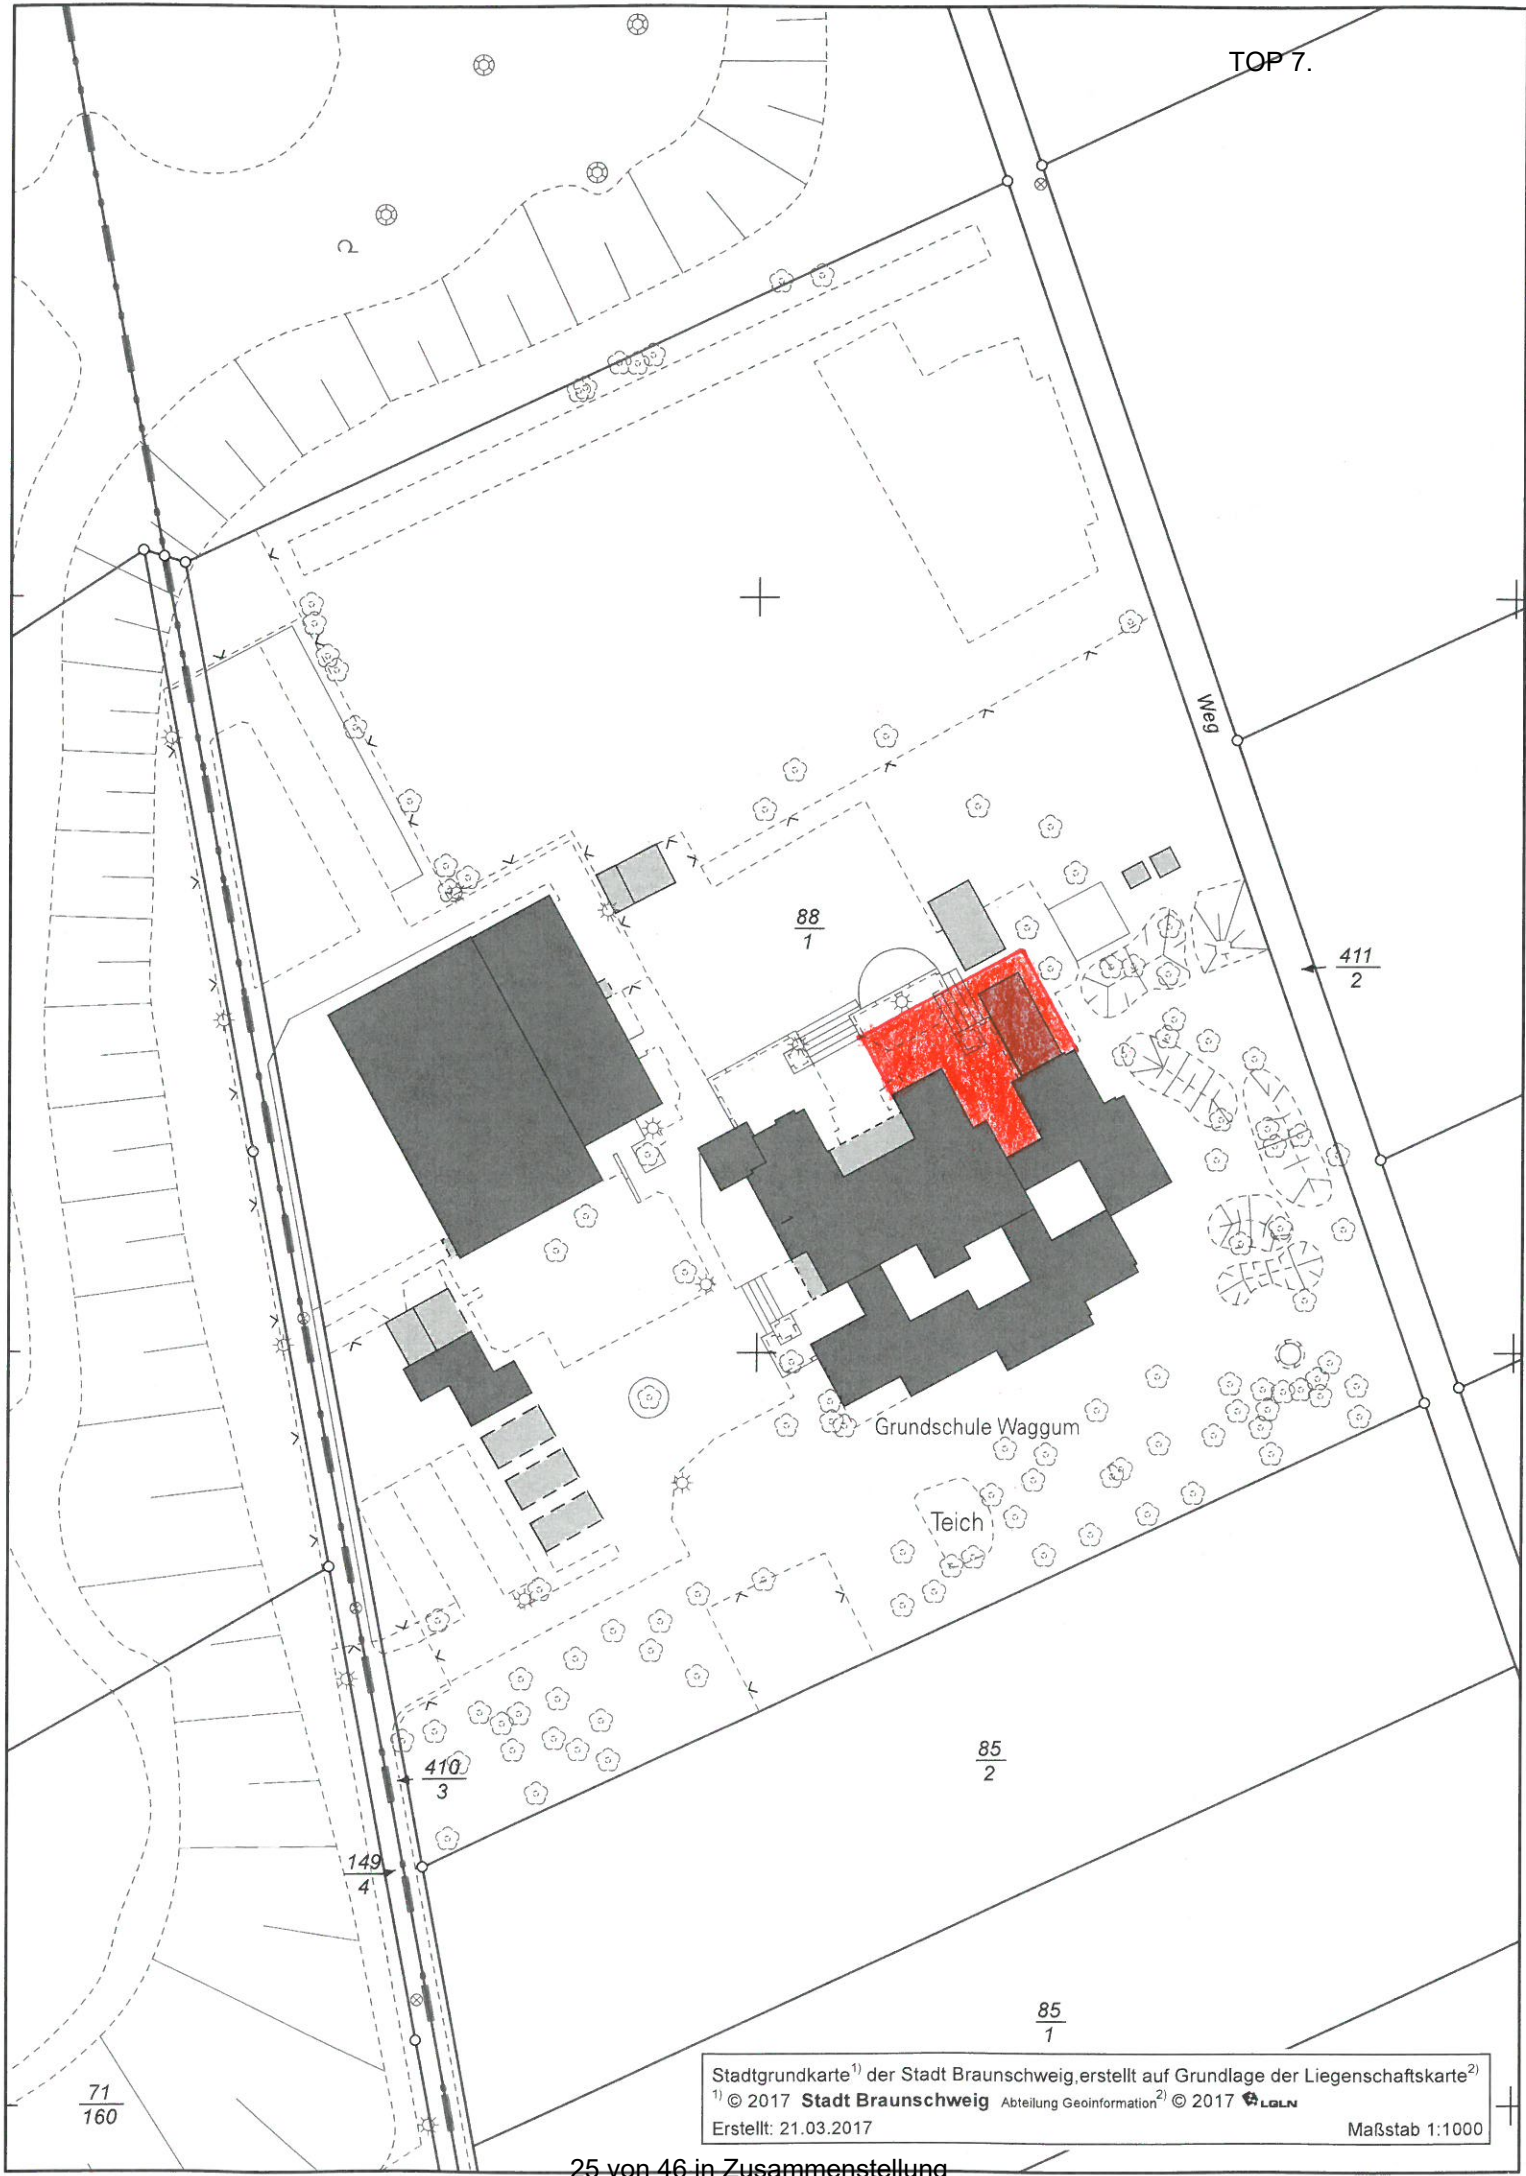 TOP 7.
Weg
88
1
411
2
Grundschule Waggum
Teich
85
2
410
3
149
4
85
1
71
160
Stadtgrundkarte1) der Stadt Braunschweig,erstellt auf Grundlage der Liegenschaftskarte2)
1) © 2017 Stadt Braunschweig Abteilung Geoinformation2) © 2017 LGLN
Erstellt: 21.03.2017 Maßstab 1:1000
25 von 46 in Zusammenstellung